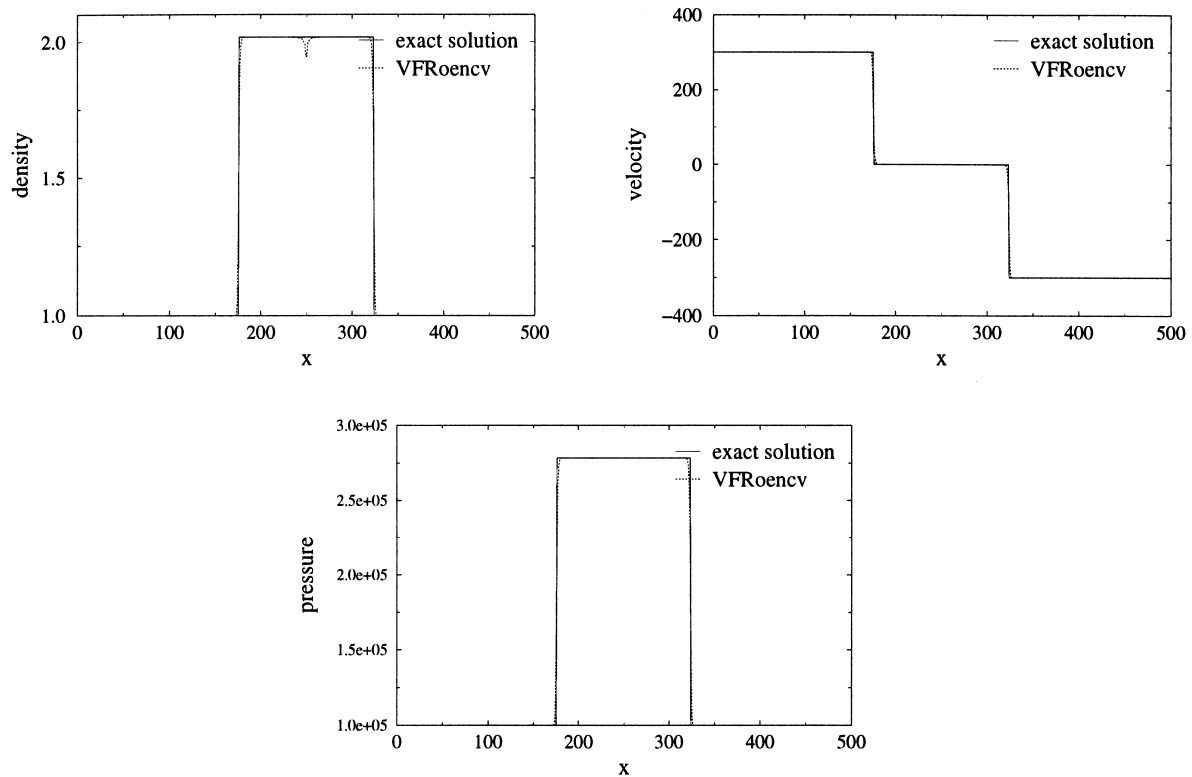 2.0
1.5
1.0
density
0 100 200 300 400 500
x
exact solution
VFRoencv
400
200
0
−200
−400
velocity
0 100 200 300 400 500
x
exact solution
VFRoencv
3.0e+05
2.5e+05
2.0e+05
1.5e+05
1.0e+05
pressure
0 100 200 300 400 500
x
exact solution
VFRoencv